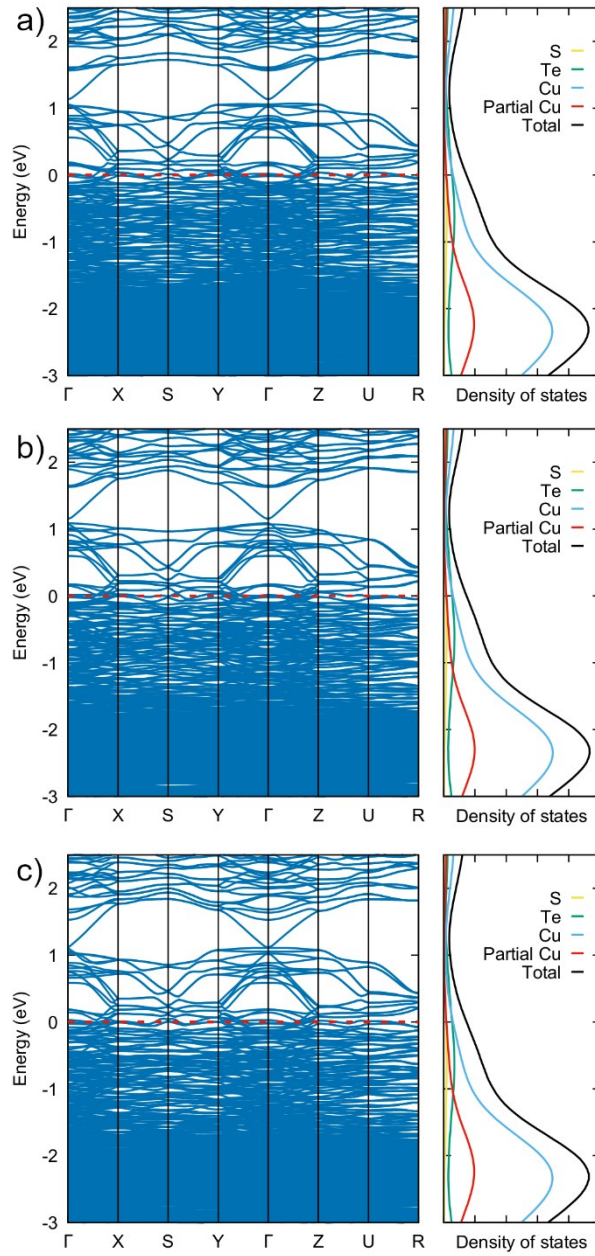 a)
Energy (eV)
2
1
0
-1
-2
-3
Γ X S Y Γ Z U R
S
Te
Cu
Partial Cu
Total
Density of states
b)
Energy (eV)
2
1
0
-1
-2
-3
Γ X S Y Γ Z U R
S
Te
Cu
Partial Cu
Total
Density of states
c)
Energy (eV)
2
1
0
-1
-2
-3
Γ X S Y Γ Z U R
S
Te
Cu
Partial Cu
Total
Density of states